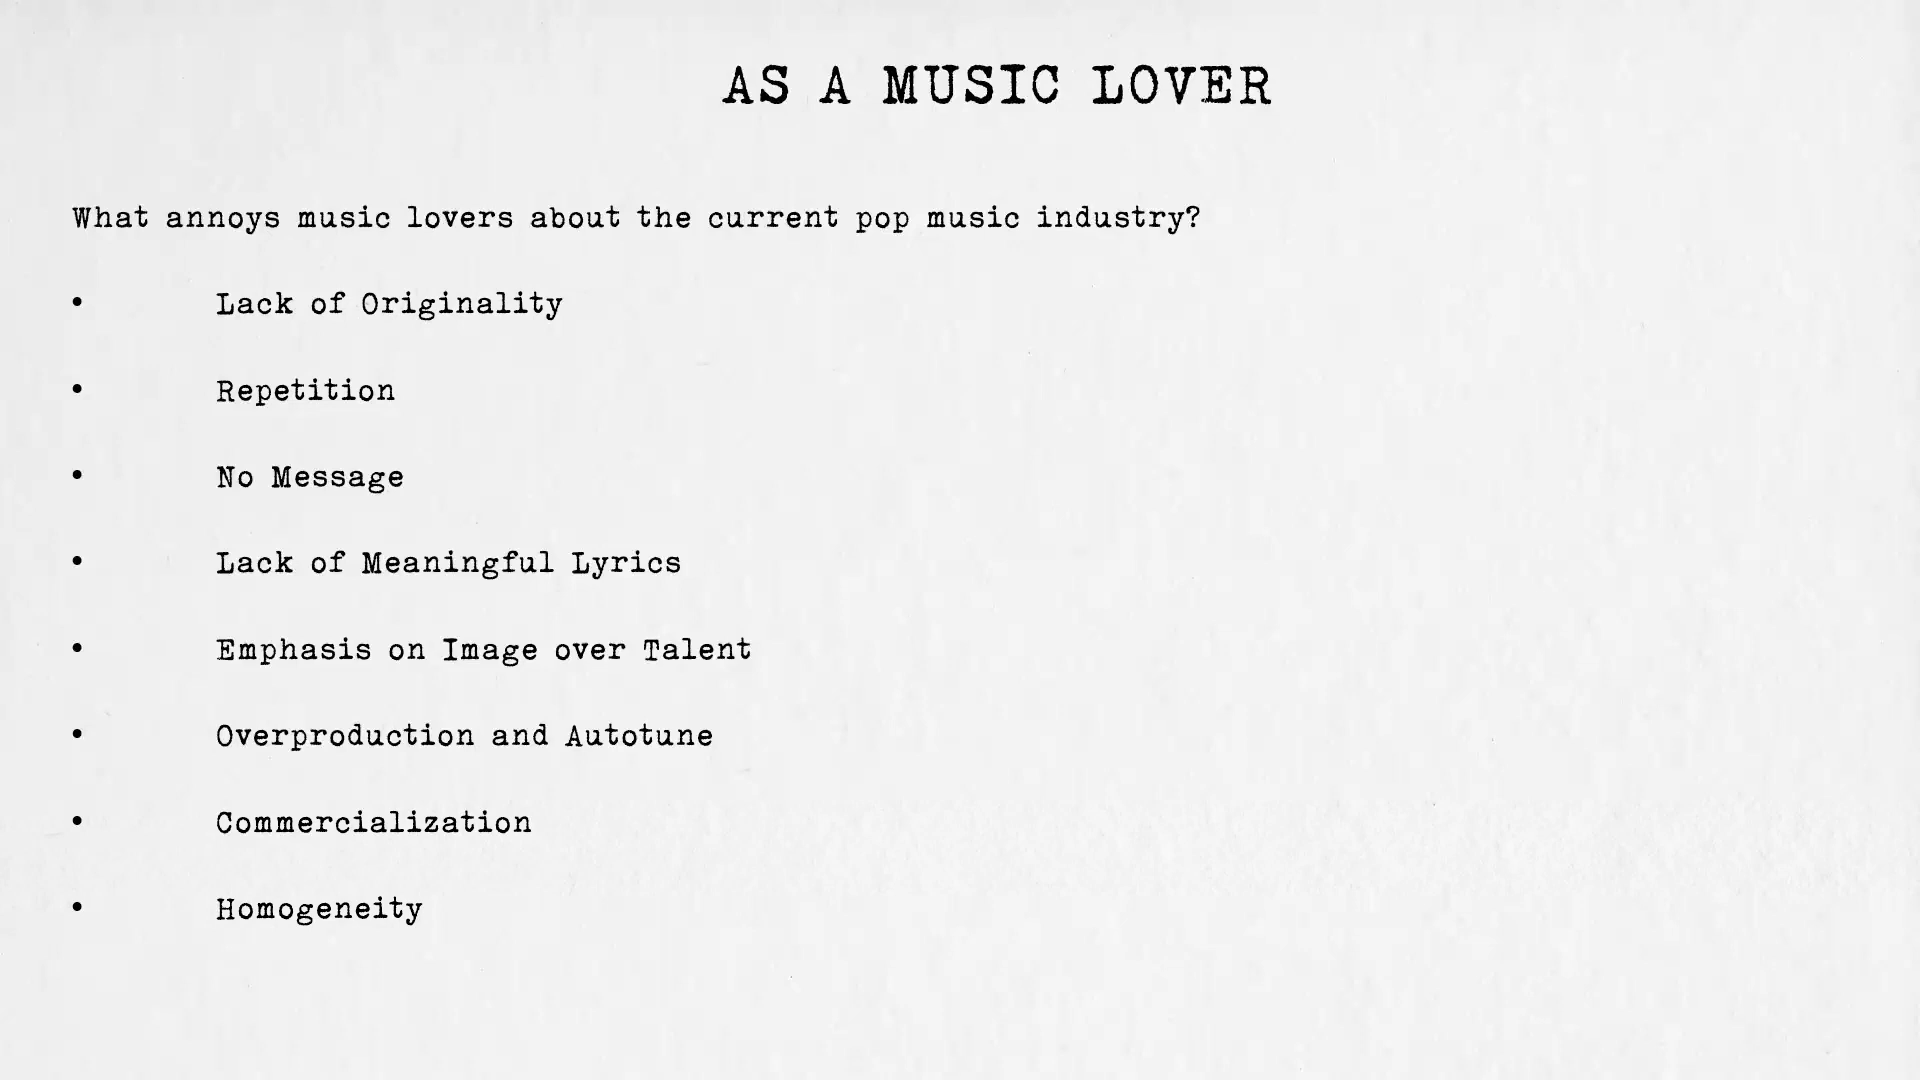 AS A MUSIC LOVER
What annoys music lovers about the current pop music industry?
• Lack of Originality
• Repetition
• No Message
• Lack of Meaningful Lyrics
• Emphasis on Image over Talent
• Overproduction and Autotune
• Commercialization
• Homogeneity